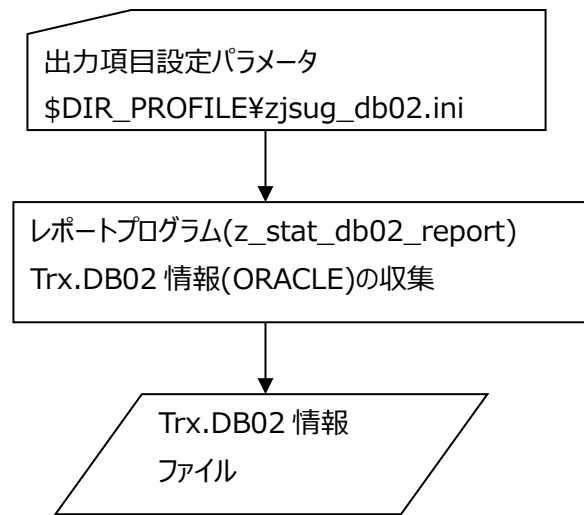 出力項目設定パラメータ
$DIR_PROFILE¥zjsug_db02.ini
レポートプログラム(z_stat_db02_report)
Trx.DB02 情報(ORACLE)の収集
Trx.DB02 情報
ファイル